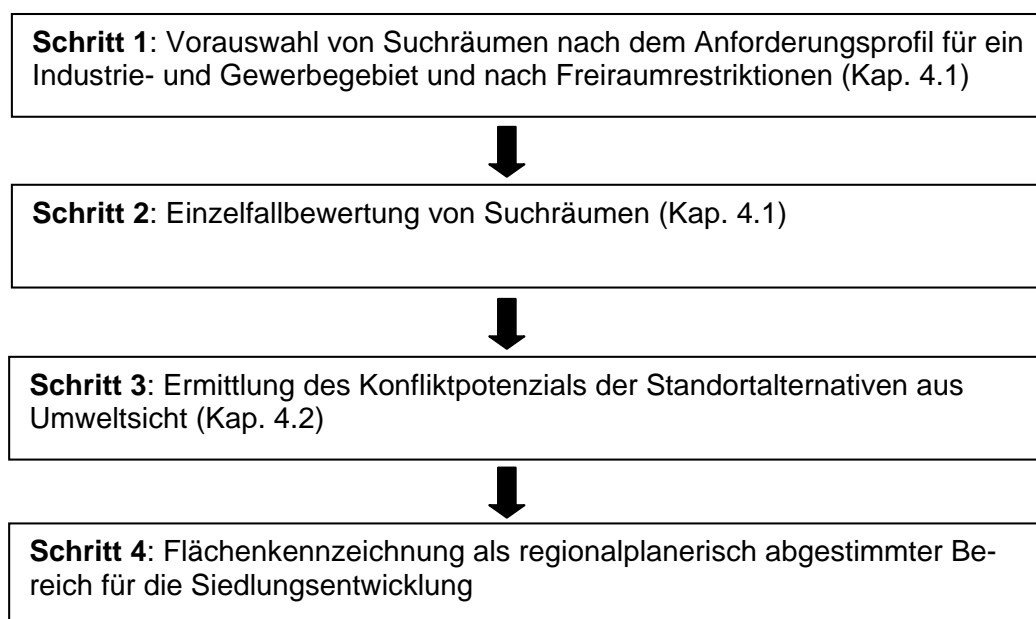 Schritt 1: Vorauswahl von Suchräumen nach dem Anforderungsprofil für ein
Industrie- und Gewerbegebiet und nach Freiraumrestriktionen (Kap. 4.1)
Schritt 2: Einzelfallbewertung von Suchräumen (Kap. 4.1)
Schritt 3: Ermittlung des Konfliktpotenzials der Standortalternativen aus
Umweltsicht (Kap. 4.2)
Schritt 4: Flächenkennzeichnung als regionalplanerisch abgestimmter Be-
reich für die Siedlungsentwicklung